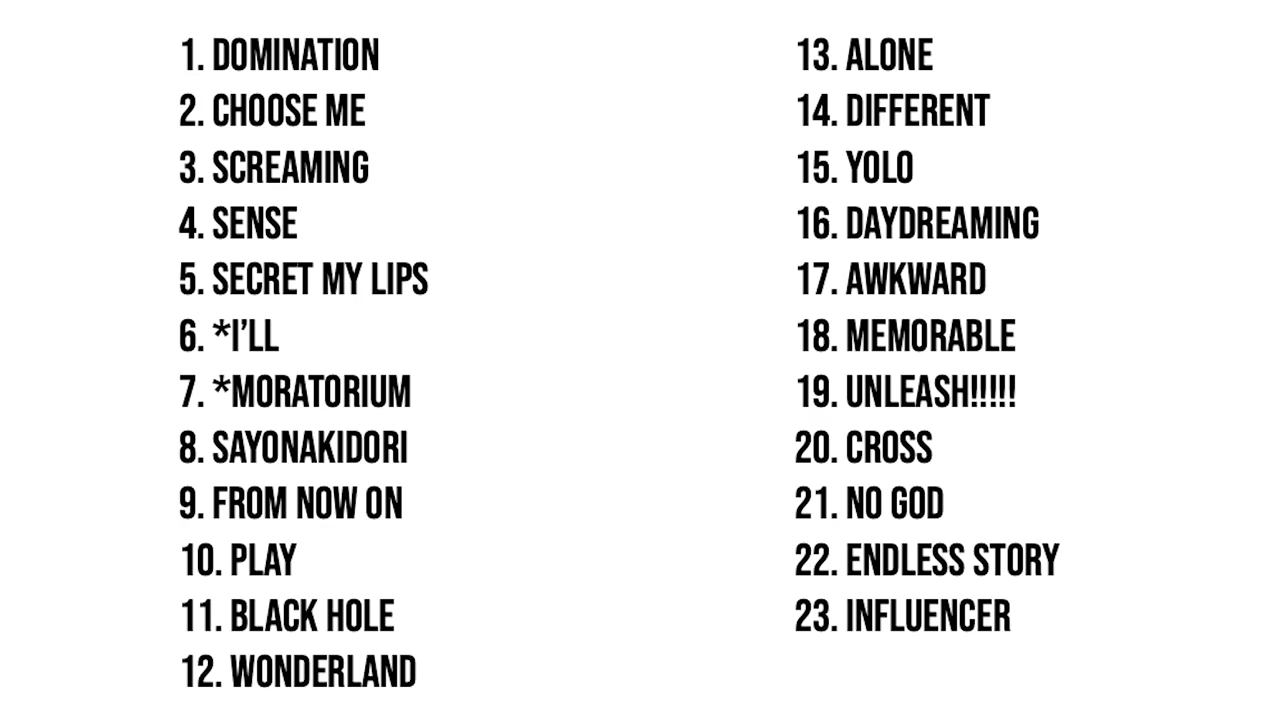 1. DOMINATION
2. CHOOSE ME
3. SCREAMING
4. SENSE
5. SECRET MY LIPS
6. *I'LL
7. *MORATORIUM
8. SAYONAKIDORI
9. FROM NOW ON
10. PLAY
11. BLACK HOLE
12. WONDERLAND
13. ALONE
14. DIFFERENT
15. YOLO
16. DAYDREAMING
17. AWKWARD
18. MEMORABLE
19. UNLEASH!!!!!
20. CROSS
21. NO GOD
22. ENDLESS STORY
23. INFLUENCER